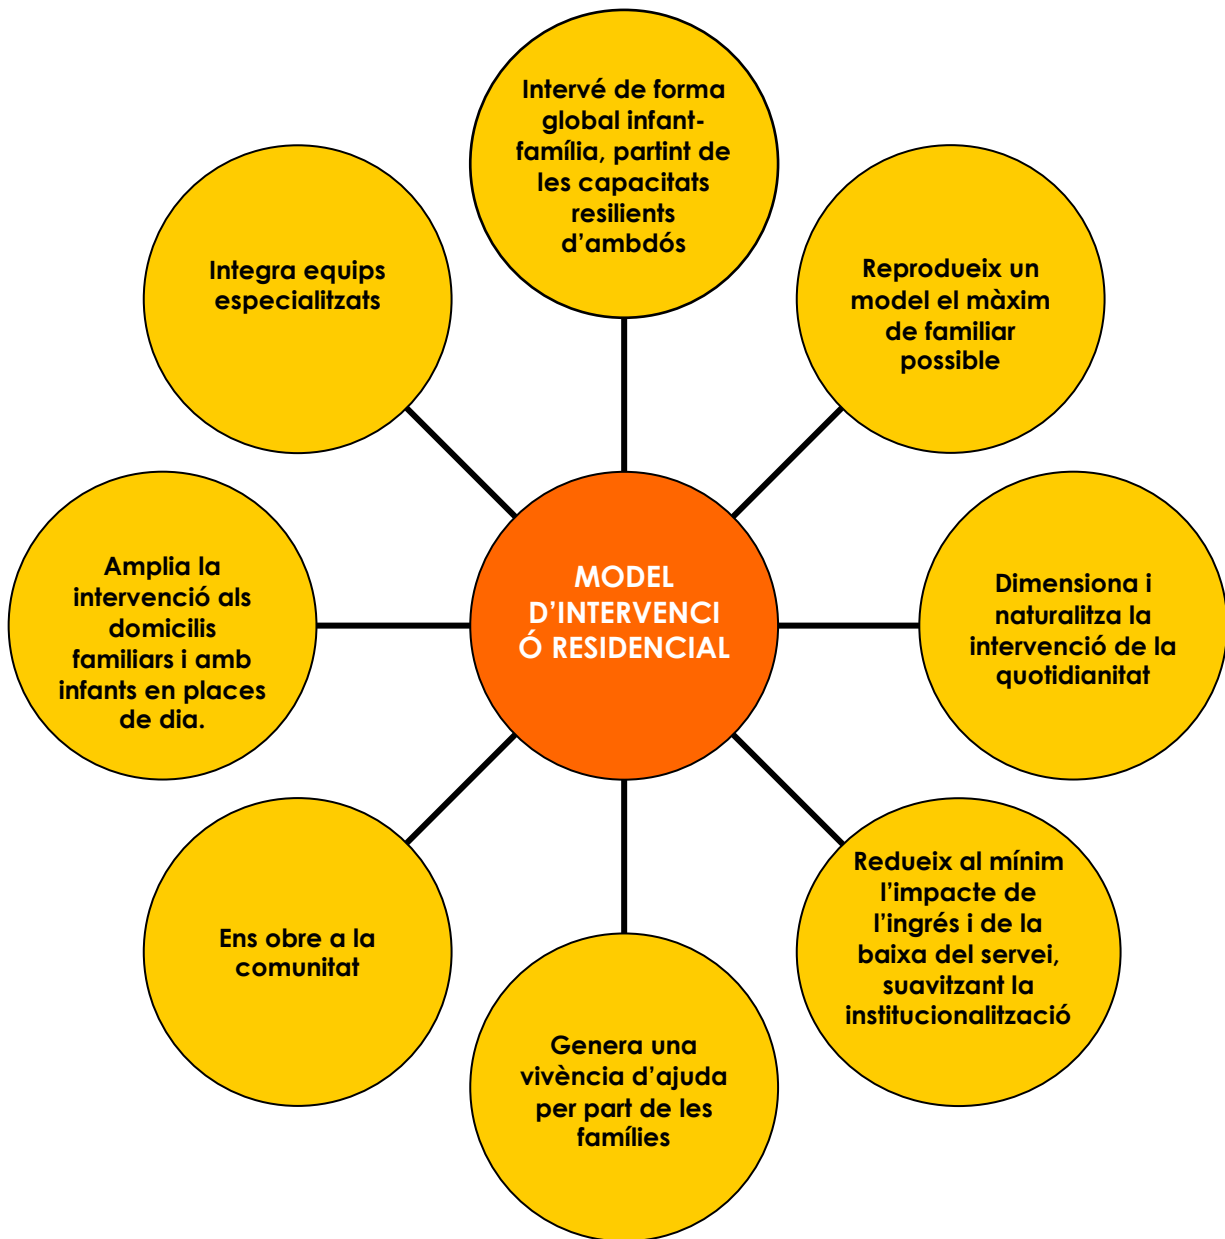 Intervé de forma
global infant-
família, partint de
les capacitats
resilients
d’ambdós
Reprodueix un
model el màxim
de familiar
possible
Dimensiona i
naturalitza la
intervenció de la
quotidianitat
Redueix al mínim
l’impacte de
l’ingrés i de la
baixa del servei,
suavitzant la
institucionalització
Genera una
vivència d’ajuda
per part de les
famílies
Ens obre a la
comunitat
Amplia la
intervenció als
domicilis
familiars i amb
infants en places
de dia.
Integra equips
especialitzats
MODEL
D’INTERVENCI
Ó RESIDENCIAL